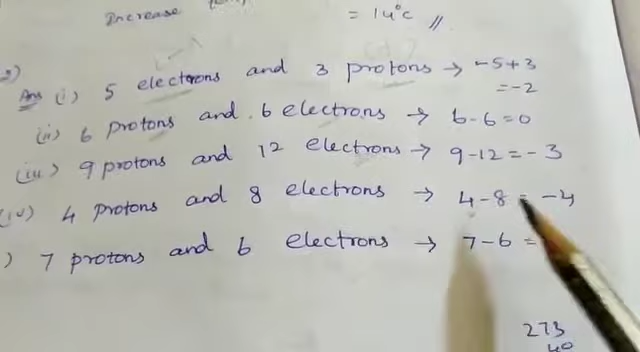 Increase = 14°C //
2)
Ans (i) 5 electrons and 3 protons → -5+3
= -2
(ii) 6 protons and 6 electrons → 6-6=0
(iii) 9 protons and 12 electrons → 9-12=-3
(iv) 4 protons and 8 electrons → 4-8=-4
) 7 protons and 6 electrons → 7-6=
273
40